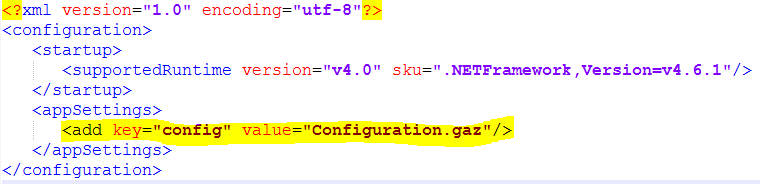 <?xml version="1.0" encoding="utf-8"?>
<configuration>
    <startup>
        <supportedRuntime version="v4.0" sku=".NETFramework,Version=v4.6.1"/>
    </startup>
    <appSettings>
        <add key="config" value="Configuration.gaz"/>
    </appSettings>
</configuration>